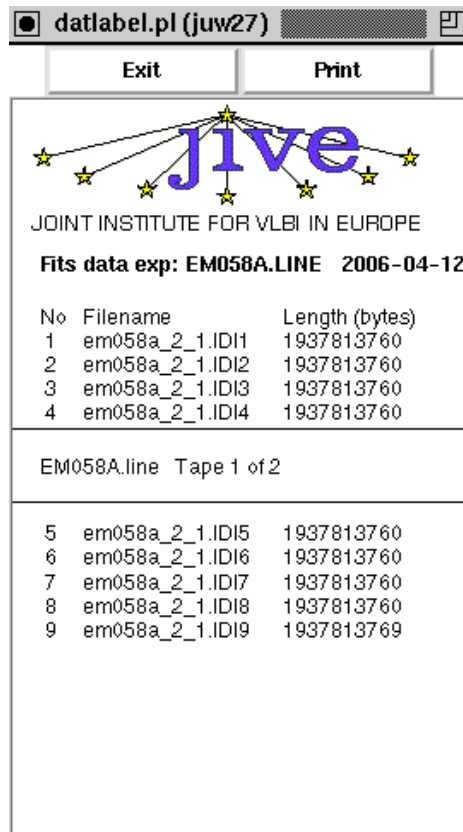 datlabel.pl (juw27)
Exit Print
jive
JOINT INSTITUTE FOR VLBI IN EUROPE
Fits data exp: EM058A.LINE 2006-04-12
No Filename Length (bytes)
1 em058a_2_1.IDI1 1937813760
2 em058a_2_1.IDI2 1937813760
3 em058a_2_1.IDI3 1937813760
4 em058a_2_1.IDI4 1937813760
EM058A.line Tape 1 of 2
5 em058a_2_1.IDI5 1937813760
6 em058a_2_1.IDI6 1937813760
7 em058a_2_1.IDI7 1937813760
8 em058a_2_1.IDI8 1937813760
9 em058a_2_1.IDI9 1937813769